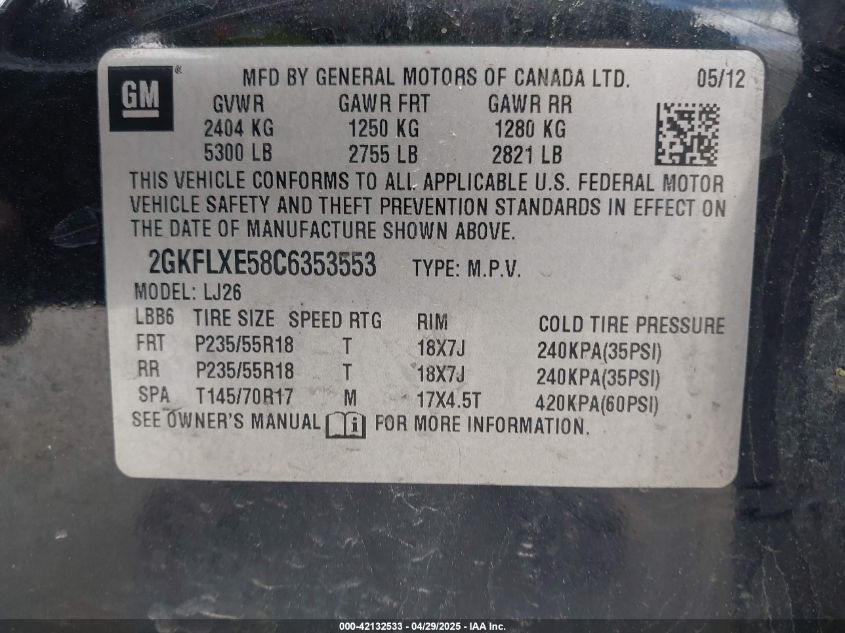 GM ® MFD BY GENERAL MOTORS OF CANADA LTD. 05/12
GVWR GAWR FRT GAWR RR
2404 KG 1250 KG 1280 KG
5300 LB 2755 LB 2821 LB
THIS VEHICLE CONFORMS TO ALL APPLICABLE U.S. FEDERAL MOTOR
VEHICLE SAFETY AND THEFT PREVENTION STANDARDS IN EFFECT ON
THE DATE OF MANUFACTURE SHOWN ABOVE.
2GKFLXE58C6353553 TYPE: M.P.V.
MODEL: LJ26
LBB6 TIRE SIZE SPEED RTG RIM COLD TIRE PRESSURE
FRT P235/55R18 T 18X7J 240KPA(35PSI)
RR P235/55R18 T 18X7J 240KPA(35PSI)
SPA T145/70R17 M 17X4.5T 420KPA(60PSI)
SEE OWNER'S MANUAL i FOR MORE INFORMATION.
000-42132533 - 04/29/2025 - IAA Inc.